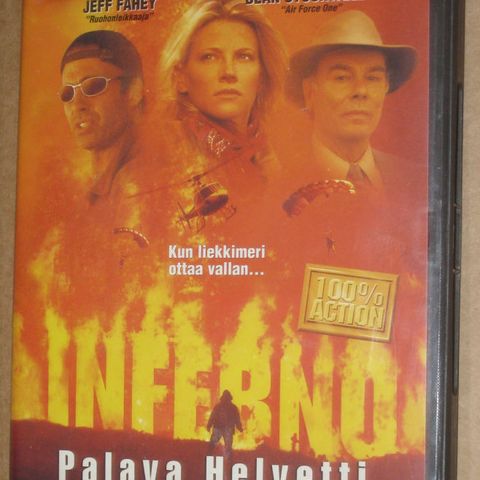 JEFF FAHEY
"Ruohonleikkaaja"
"Air Force One"
Kun liekkimeri
ottaa vallan...
100%
ACTION
INFERNO
Palava Helvetti